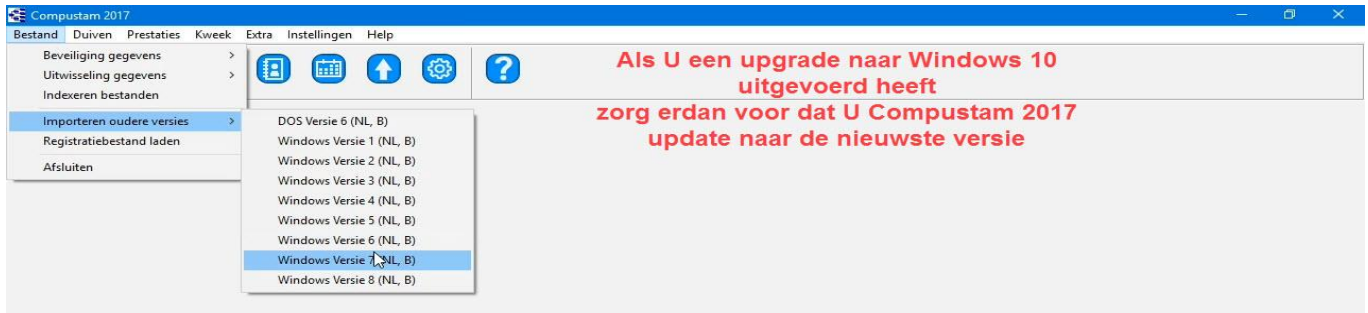 Compustam 2017
Bestand Duiven Prestaties Kweek Extra Instellingen Help
Beveiliging gegevens
Uitwisseling gegevens
Indexeren bestanden
Importeren oudere versies
Registratiebestand laden
Afsluiten
DOS Versie 6 (NL, B)
Windows Versie 1 (NL, B)
Windows Versie 2 (NL, B)
Windows Versie 3 (NL, B)
Windows Versie 4 (NL, B)
Windows Versie 5 (NL, B)
Windows Versie 6 (NL, B)
Windows Versie 7 (NL, B)
Windows Versie 8 (NL, B)
?
Als U een upgrade naar Windows 10
uitgevoerd heeft
zorg erdan voor dat U Compustam 2017
update naar de nieuwste versie